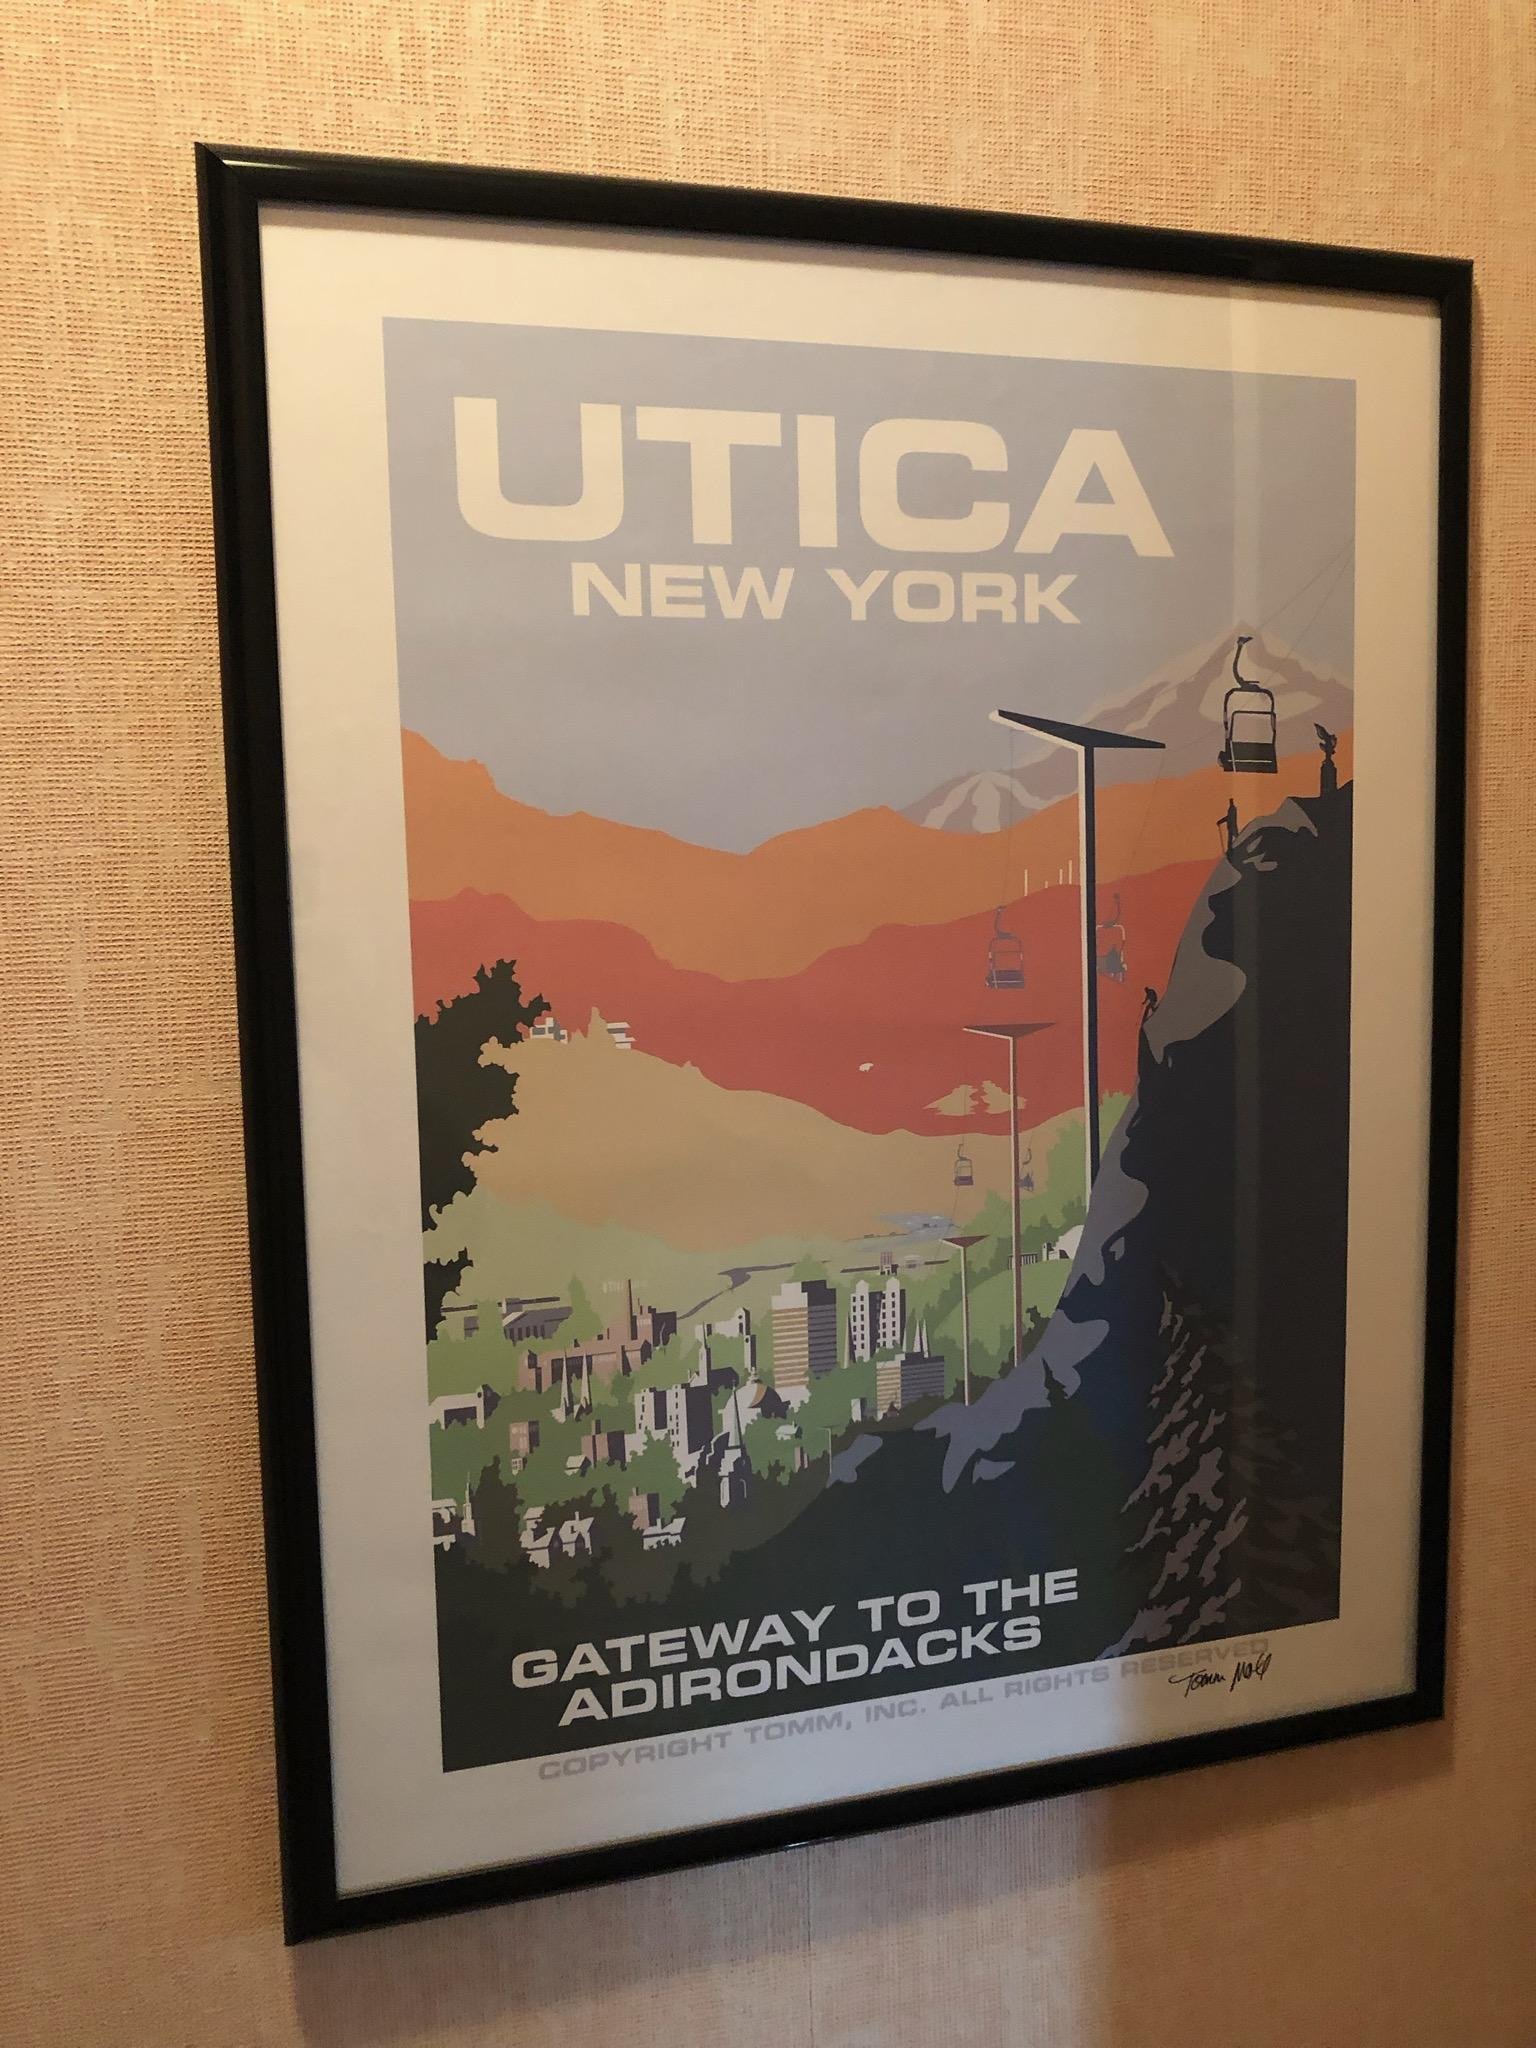 UTICA
NEW YORK
GATEWAY TO THE
ADIRONDACKS
COPYRIGHT TOMM, INC. ALL RIGHTS RESERVED